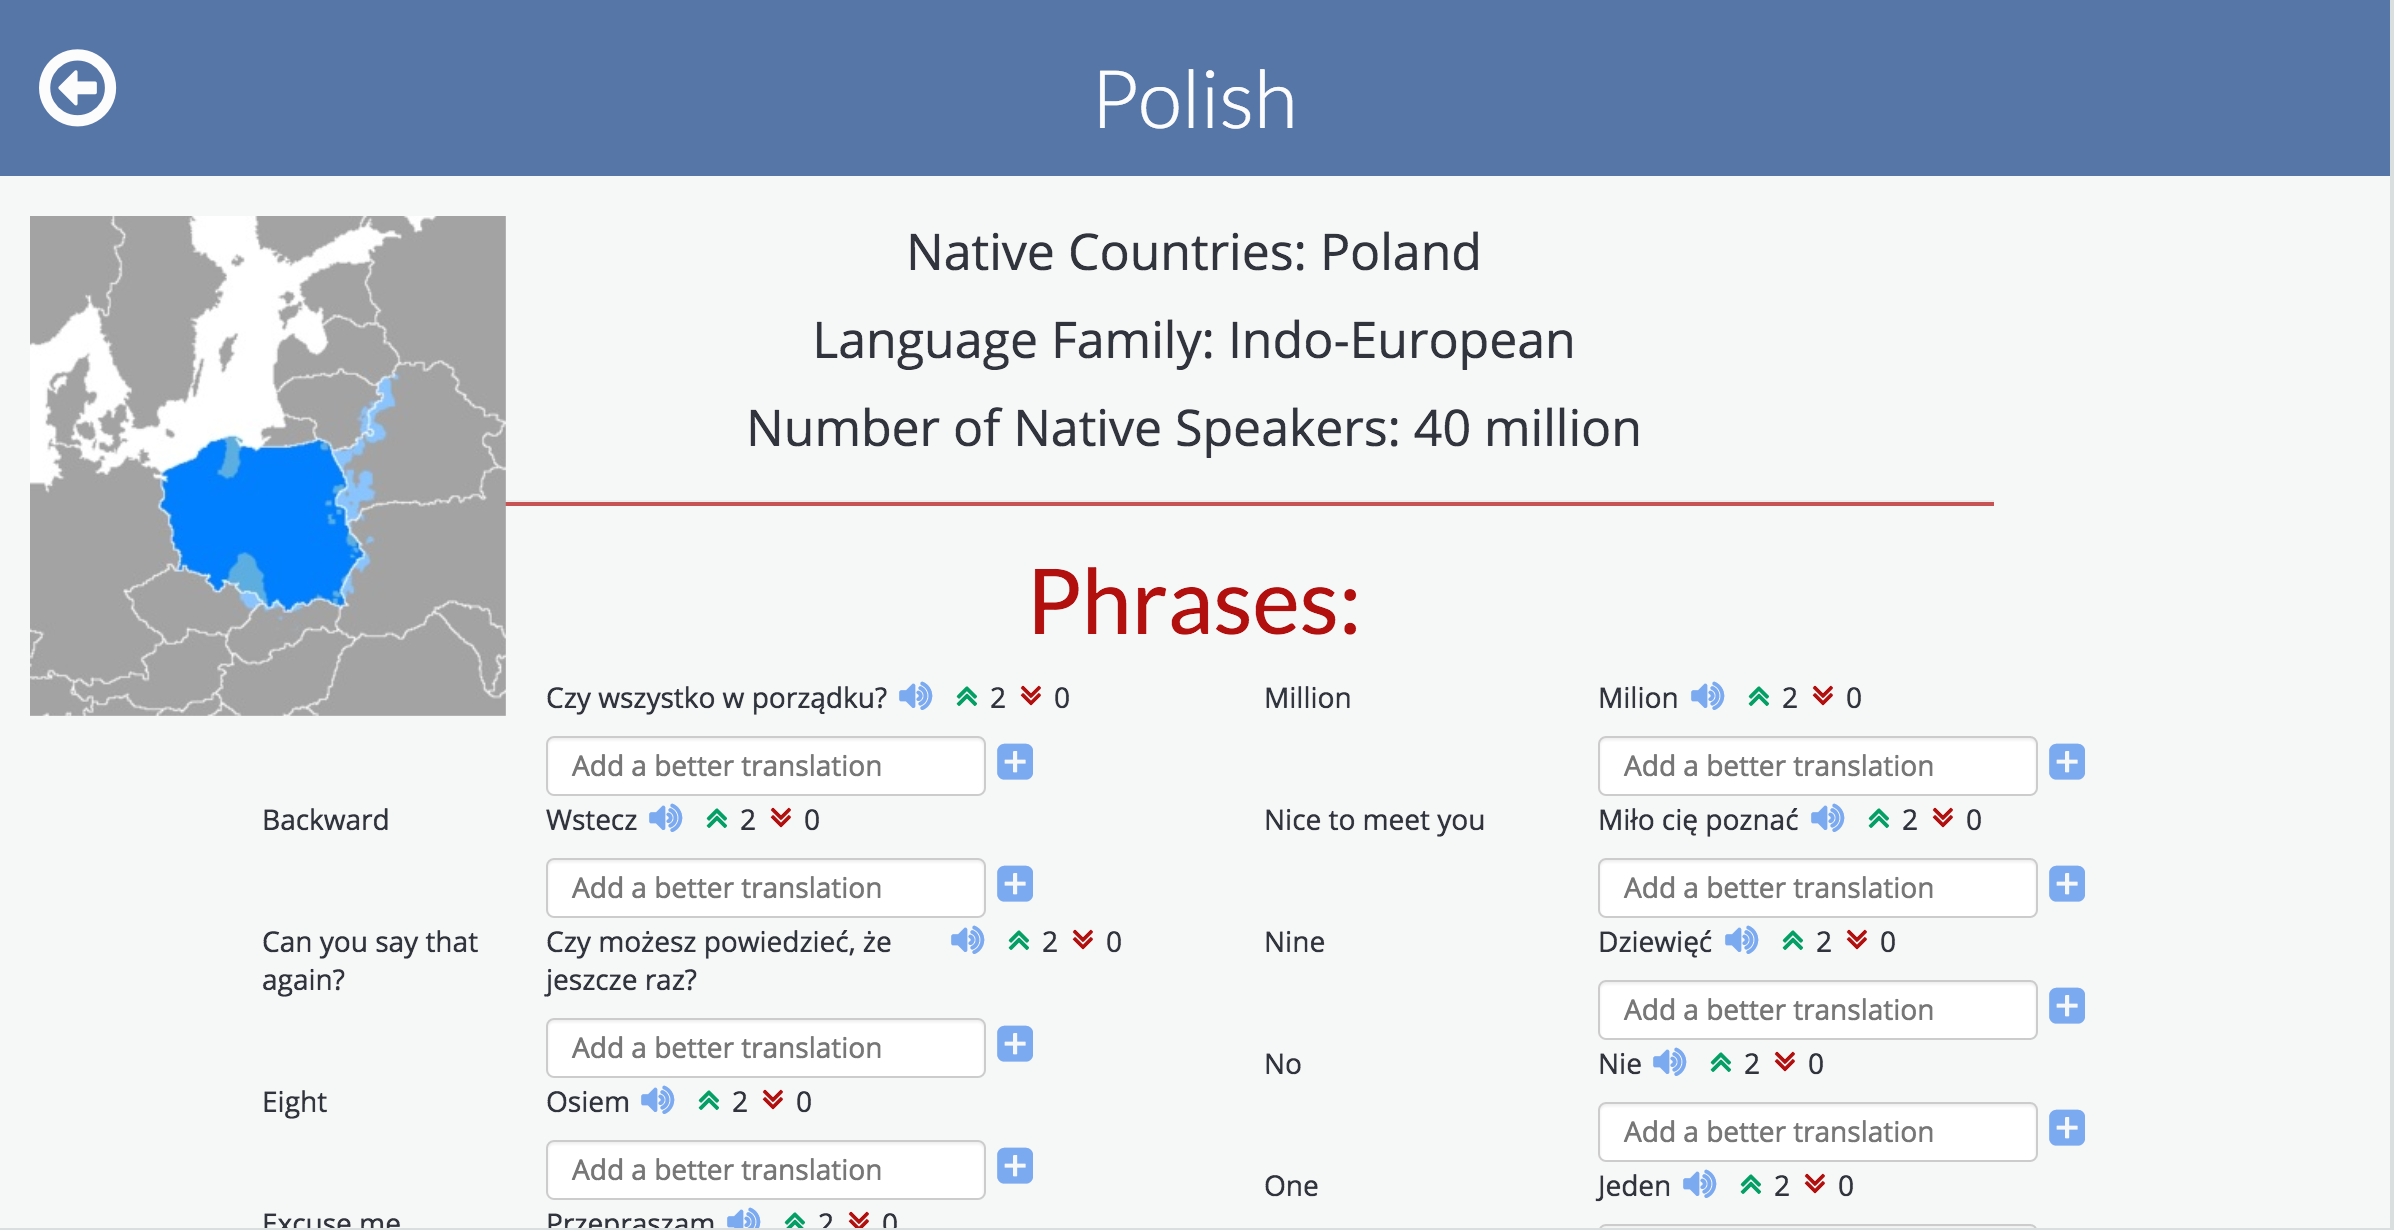 Polish
Native Countries: Poland
Language Family: Indo-European
Number of Native Speakers: 40 million
Phrases:
Czy wszystko w porządku? 2 0
Add a better translation
Backward Wstecz 2 0
Add a better translation
Can you say that Czy możesz powiedzieć, że 2 0
again? jeszcze raz?
Add a better translation
Eight Osiem 2 0
Add a better translation
Excuse me Przepraszam 2 0
Million Milion 2 0
Add a better translation
Nice to meet you Miło cię poznać 2 0
Add a better translation
Nine Dziewięć 2 0
Add a better translation
No Nie 2 0
Add a better translation
One Jeden 2 0